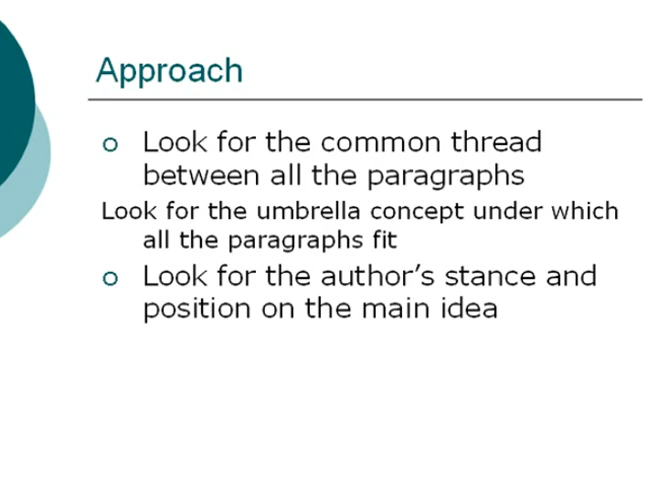 Approach
o Look for the common thread
between all the paragraphs
Look for the umbrella concept under which
all the paragraphs fit
o Look for the author’s stance and
position on the main idea